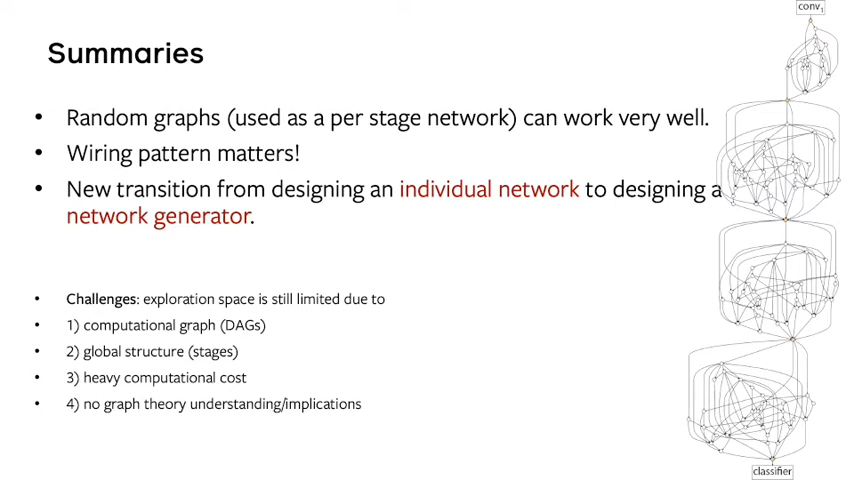 conv1
Summaries
• Random graphs (used as a per stage network) can work very well.
• Wiring pattern matters!
• New transition from designing an individual network to designing a
network generator.
• Challenges: exploration space is still limited due to
• 1) computational graph (DAGs)
• 2) global structure (stages)
• 3) heavy computational cost
• 4) no graph theory understanding/implications
classifier